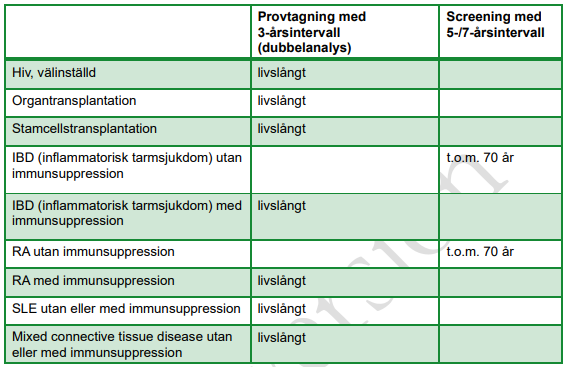 Provtagning med
3-årsintervall
(dubbelanalys)
Screening med
5-/7-årsintervall
Hiv, välinställd
livslångt
Organtransplantation
livslångt
Stamcellstransplantation
livslångt
IBD (inflammatorisk tarmsjukdom) utan
immunsuppression
t.o.m. 70 år
IBD (inflammatorisk tarmsjukdom) med
immunsuppression
livslångt
RA utan immunsuppression
t.o.m. 70 år
RA med immunsuppression
livslångt
SLE utan eller med immunsuppression
livslångt
Mixed connective tissue disease utan
eller med immunsuppression
livslångt